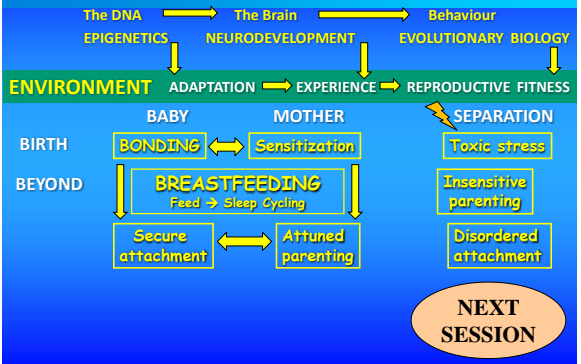 The DNA The Brain Behaviour
EPIGENETICS NEURODEVELOPMENT EVOLUTIONARY BIOLOGY
ENVIRONMENT ADAPTATION EXPERIENCE REPRODUCTIVE FITNESS
BABY MOTHER SEPARATION
BIRTH BONDING Sensitization Toxic stress
BEYOND BREASTFEEDING
Feed → Sleep Cycling
Insensitive
parenting
Secure
attachment
Attuned
parenting
Disordered
attachment
NEXT
SESSION